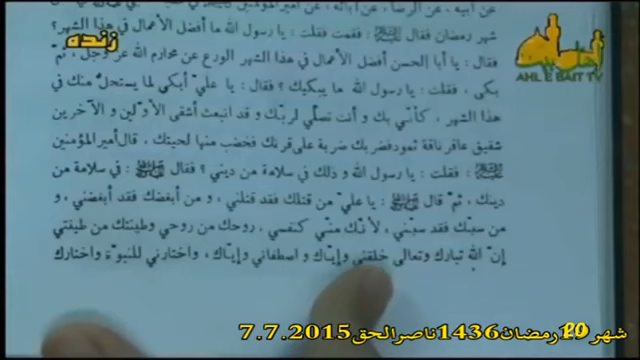 عن أبيه، عن الرضا، عن آبائه، عن أمير المؤمنين
شهر رمضان فقال ﷺ: فقمت فقلت: يا رسول الله ما أفضل الأعمال في هذا الشهر؟
فقال: يا أبا الحسن أفضل الأعمال في هذا الشهر الورع عن محارم الله عز وجل، ثمّ
بكى، فقلت: يا رسول الله ما يبكيك؟ فقال: يا عليّ أبكي لما يستحلّ منك في
هذا الشهر، كأنّي بك و أنت تصلّي لربّك و قد انبعث أشقى الأوّلين و الآخرين
شقيق عاقر ناقة ثمود فضربك ضربة على قرنك فخضب منها لحيتك، قال أمير المؤمنين
: فقلت: يا رسول الله و ذلك في سلامة من ديني؟ فقال ﷺ: في سلامة من
دينك، ثمّ قال ﷺ: يا عليّ من قتلك فقد قتلني، و من أبغضك فقد أبغضني، و
من سبّك فقد سبّني، لأنّك منّي كنفسي، روحك من روحي وطينتك من طينتي
إنّ الله تبارك وتعالى خلقني وإيّاك و اصطفاني وإيّاك، واختارني للنبوّة واختارك
زنده
AHL E BAIT TV
شهر رمضان1436ناصر الحق7.7.2015